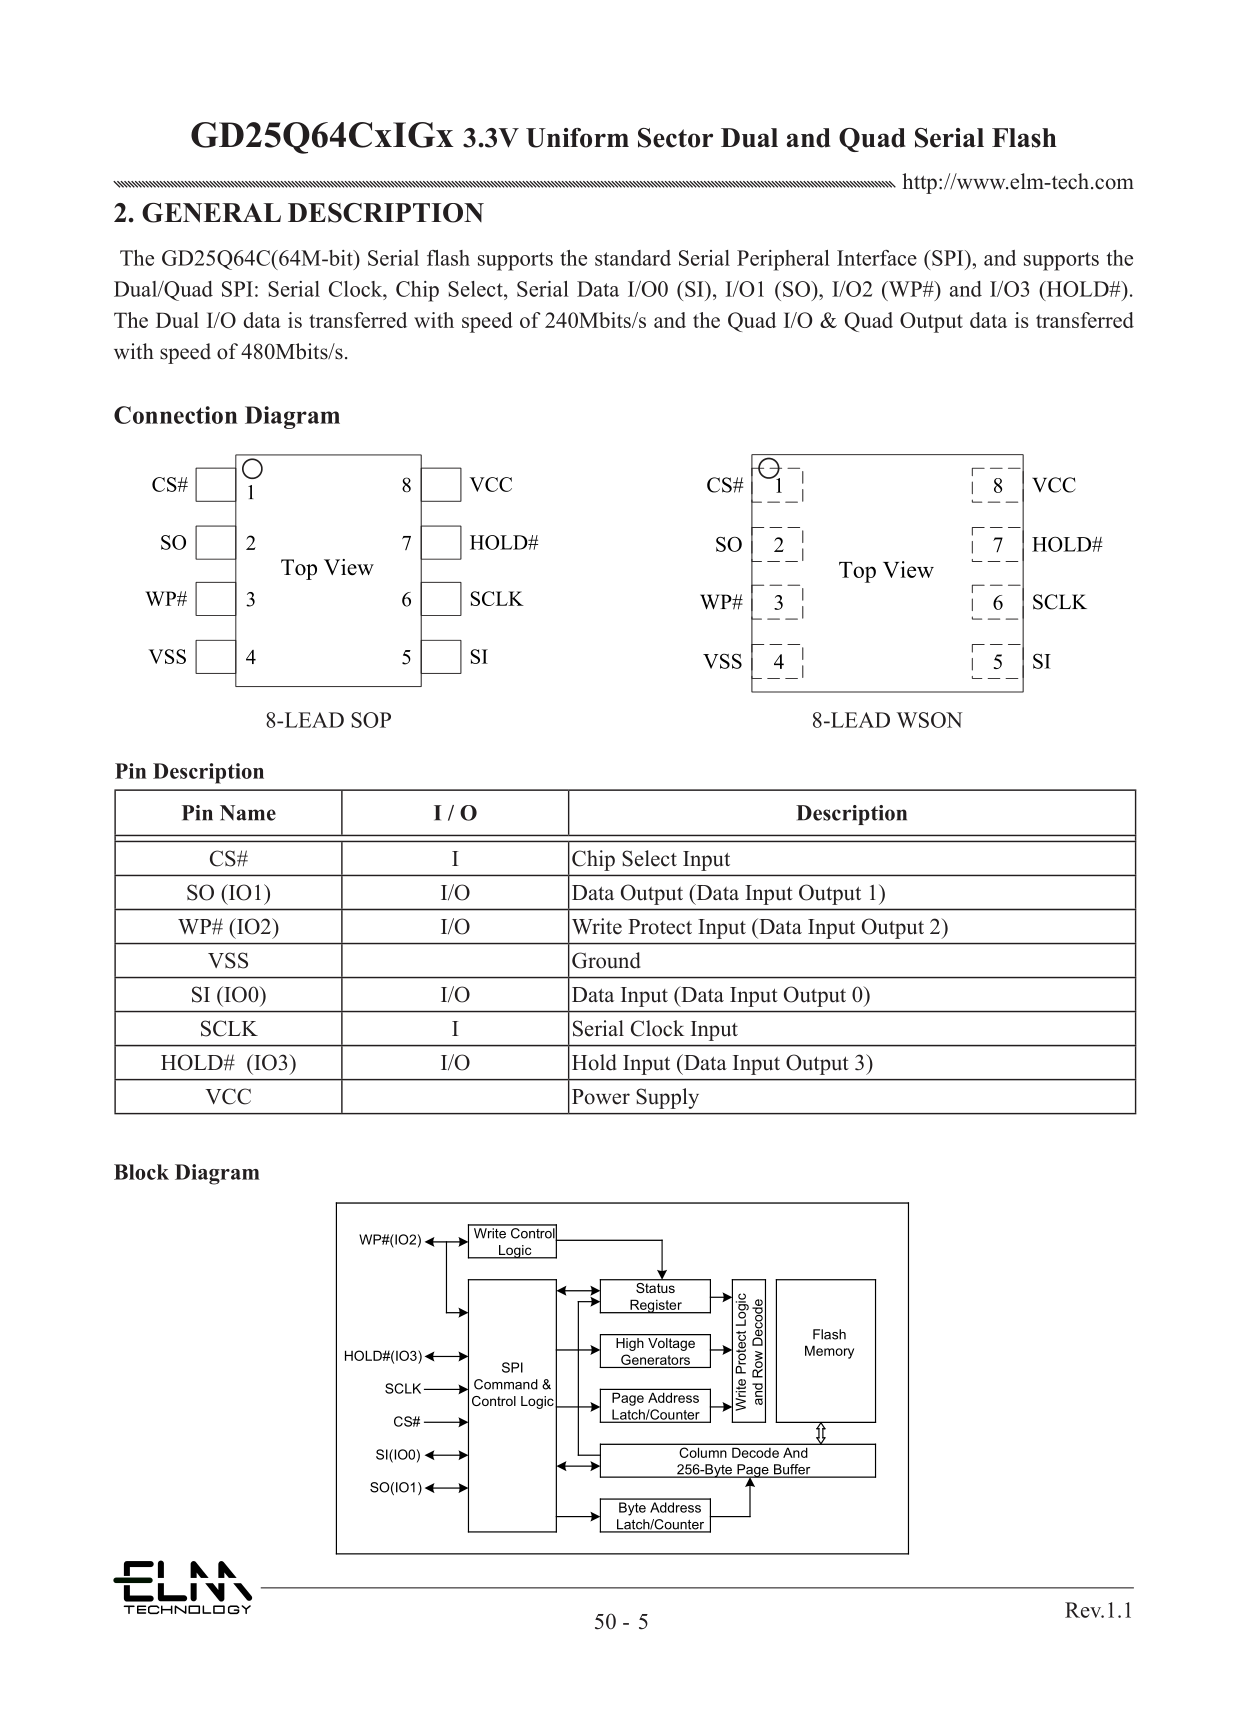 GD25Q64CxIGx 3.3V Uniform Sector Dual and Quad Serial Flash
http://www.elm-tech.com
2. GENERAL DESCRIPTION
The GD25Q64C(64M-bit) Serial flash supports the standard Serial Peripheral Interface (SPI), and supports the
Dual/Quad SPI: Serial Clock, Chip Select, Serial Data I/O0 (SI), I/O1 (SO), I/O2 (WP#) and I/O3 (HOLD#).
The Dual I/O data is transferred with speed of 240Mbits/s and the Quad I/O & Quad Output data is transferred
with speed of 480Mbits/s.
Connection Diagram
CS# 1 8 VCC
SO 2 7 HOLD#
Top View
WP# 3 6 SCLK
VSS 4 5 SI
8-LEAD SOP
CS# 1 8 VCC
SO 2 7 HOLD#
Top View
WP# 3 6 SCLK
VSS 4 5 SI
8-LEAD WSON
Pin Description
Pin Name I / O Description
CS# I Chip Select Input
SO (IO1) I/O Data Output (Data Input Output 1)
WP# (IO2) I/O Write Protect Input (Data Input Output 2)
VSS Ground
SI (IO0) I/O Data Input (Data Input Output 0)
SCLK I Serial Clock Input
HOLD# (IO3) I/O Hold Input (Data Input Output 3)
VCC Power Supply
Block Diagram
WP#(IO2)
HOLD#(IO3)
SCLK
CS#
SI(IO0)
SO(IO1)
Write Control
Logic
SPI
Command &
Control Logic
Status
Register
High Voltage
Generators
Page Address
Latch/Counter
Write Protect Logic
and Row Decode
Flash
Memory
Column Decode And
256-Byte Page Buffer
Byte Address
Latch/Counter
ELM
TECHNOLOGY
50 - 5
Rev.1.1